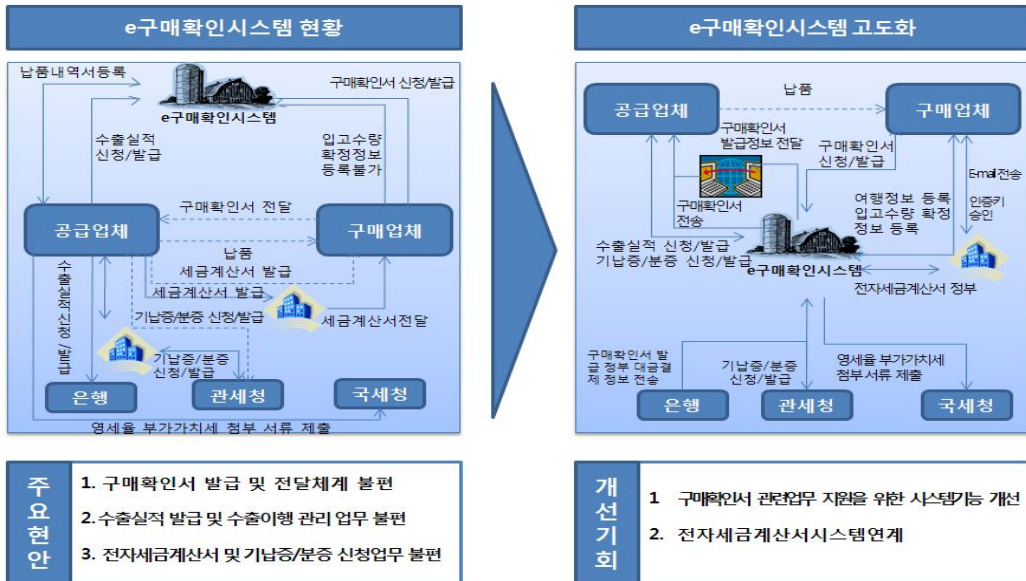 e구매확인시스템 현황
납품내역서등록
구매확인서 신청/발급
e구매확인시스템
수출실적
신청/발급
입고수량
확정정보
등록불가
구매확인서 전달
공급업체
구매업체
납품
세금계산서 발급
세금계산서 발급
수출실적신청/발급
기납증/분증 신청/발급
세금계산서전달
기납증/분증
신청/발급
은행
관세청
국세청
영세율 부가가치세 첨부 서류 제출
e구매확인시스템 고도화
공급업체
납품
구매업체
구매확인서
발급정보 전달
구매확인서
신청/발급
E-mail 전송
인증키
승인
구매확인서
전송
여행정보 등록
입고수량 확정
정보 등록
수출실적 신청/발급
기납증/분증 신청/발급
e구매확인시스템
전자세금계산서 정부
구매확인서 발
급 정부 대금결
제 정보 전송
기납증/분증
신청/발급
영세율 부가가치세
첨부 서류 제출
은행
관세청
국세청
주요현안
1. 구매확인서 발급 및 전달체계 불편
2.수출실적 발급 및 수출이행 관리 업무 불편
3. 전자세금계산서 및 기납증/분증 신청업무 불편
개선기회
1 구매확인서 관련업무 지원을 위한 시스템기능 개선
2. 전자세금계산서시스템연계